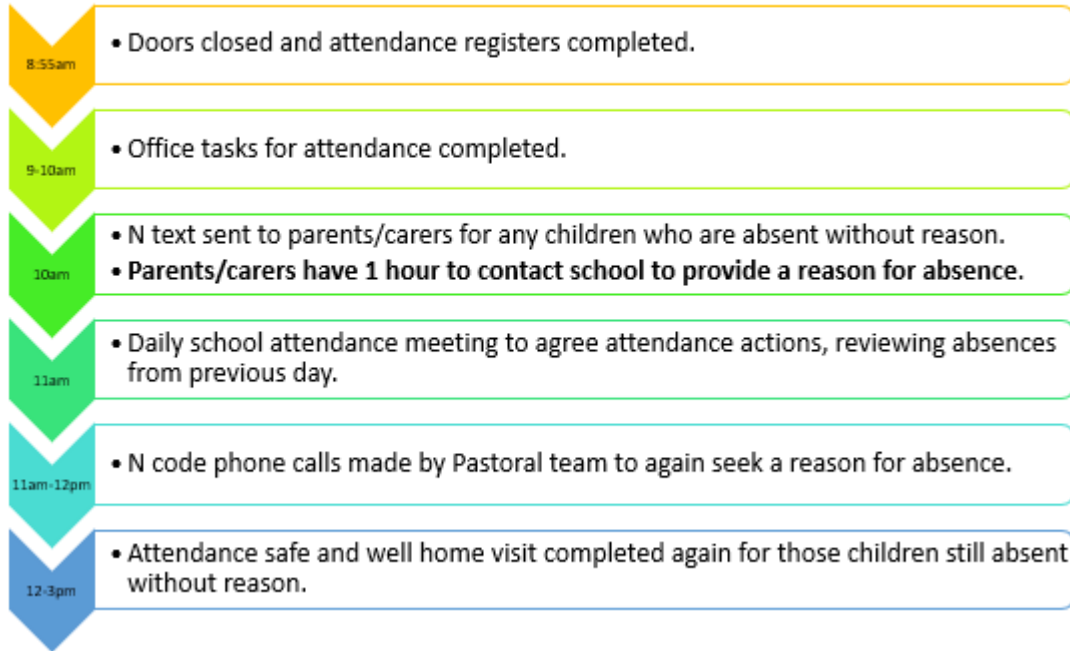 8:55am
• Doors closed and attendance registers completed.
9-10am
• Office tasks for attendance completed.
10am
• N text sent to parents/carers for any children who are absent without reason.
• Parents/carers have 1 hour to contact school to provide a reason for absence.
11am
• Daily school attendance meeting to agree attendance actions, reviewing absences
from previous day.
11am-12pm
• N code phone calls made by Pastoral team to again seek a reason for absence.
12-3pm
• Attendance safe and well home visit completed again for those children still absent
without reason.